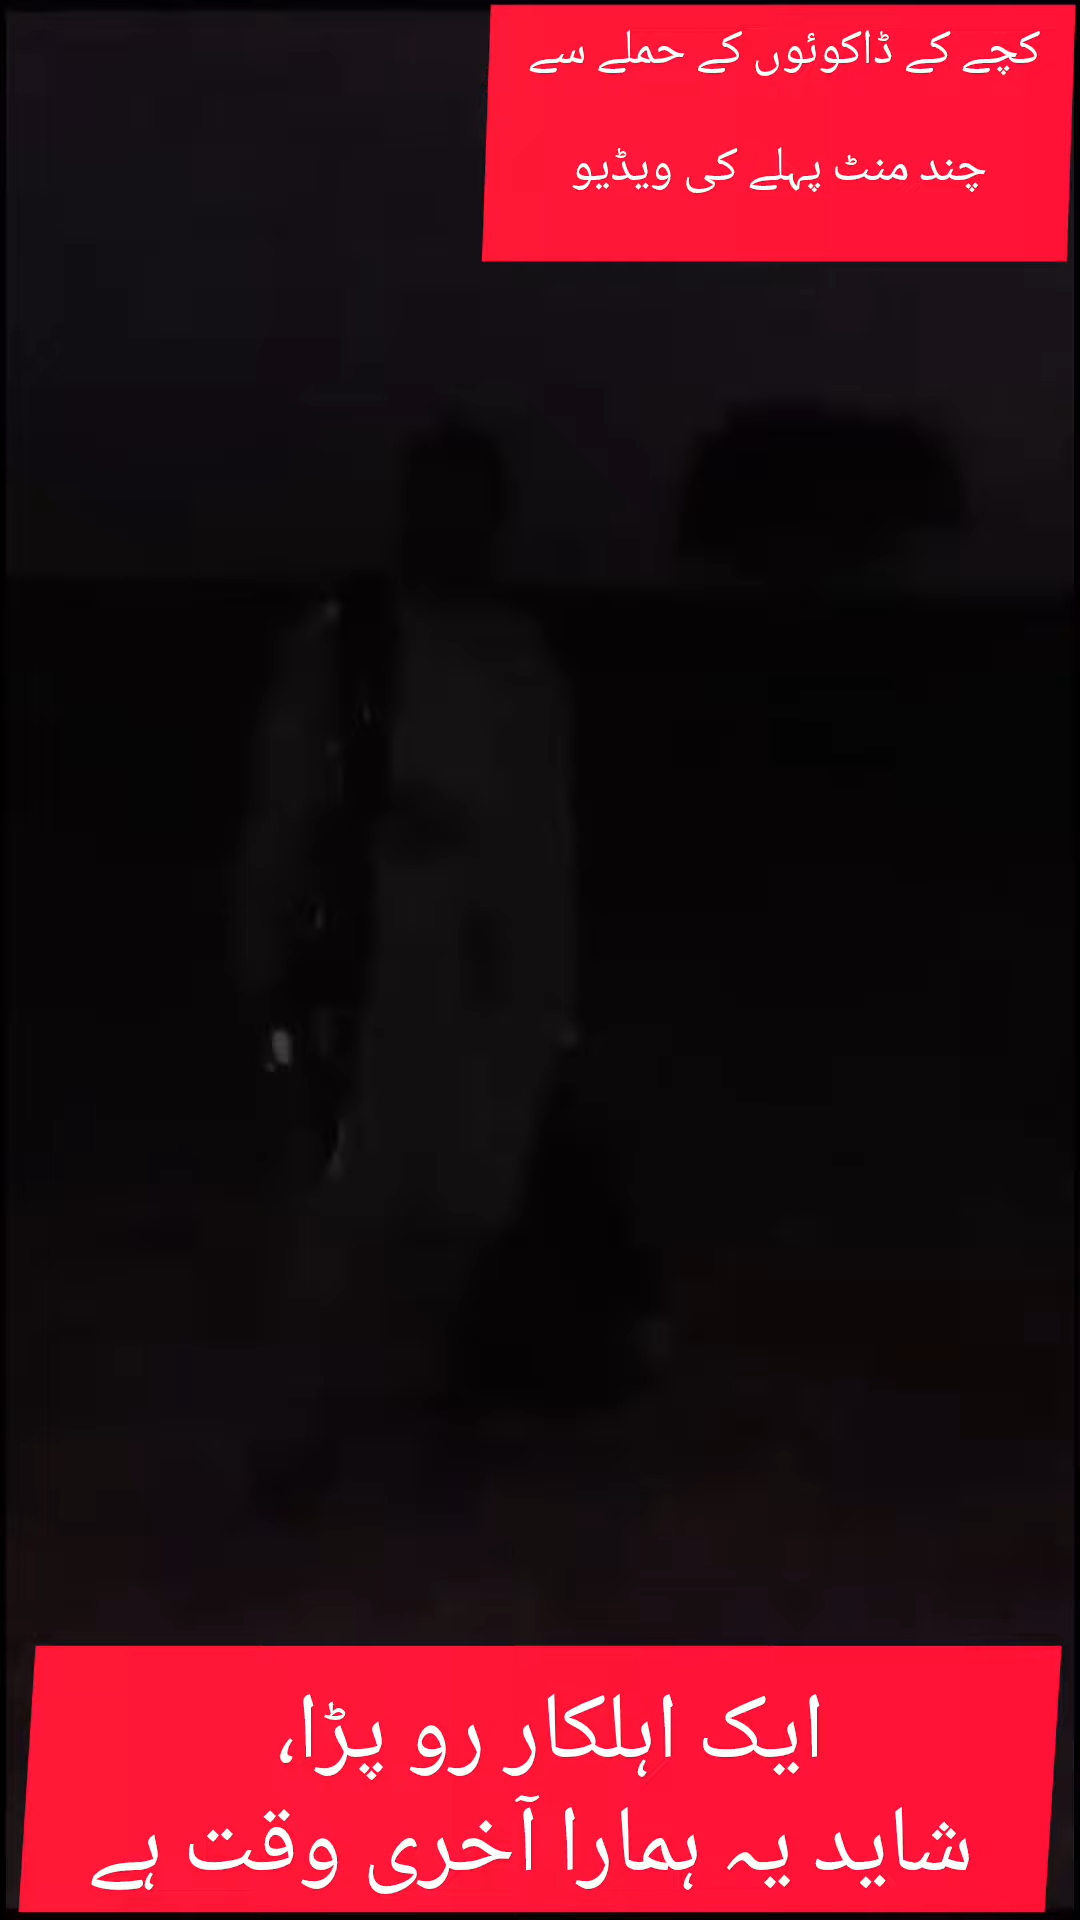 کچے کے ڈاکوئوں کے حملے سے
چند منٹ پہلے کی ویڈیو
ایک اہلکار رو پڑا،
شاید یہ ہمارا آخری وقت ہے